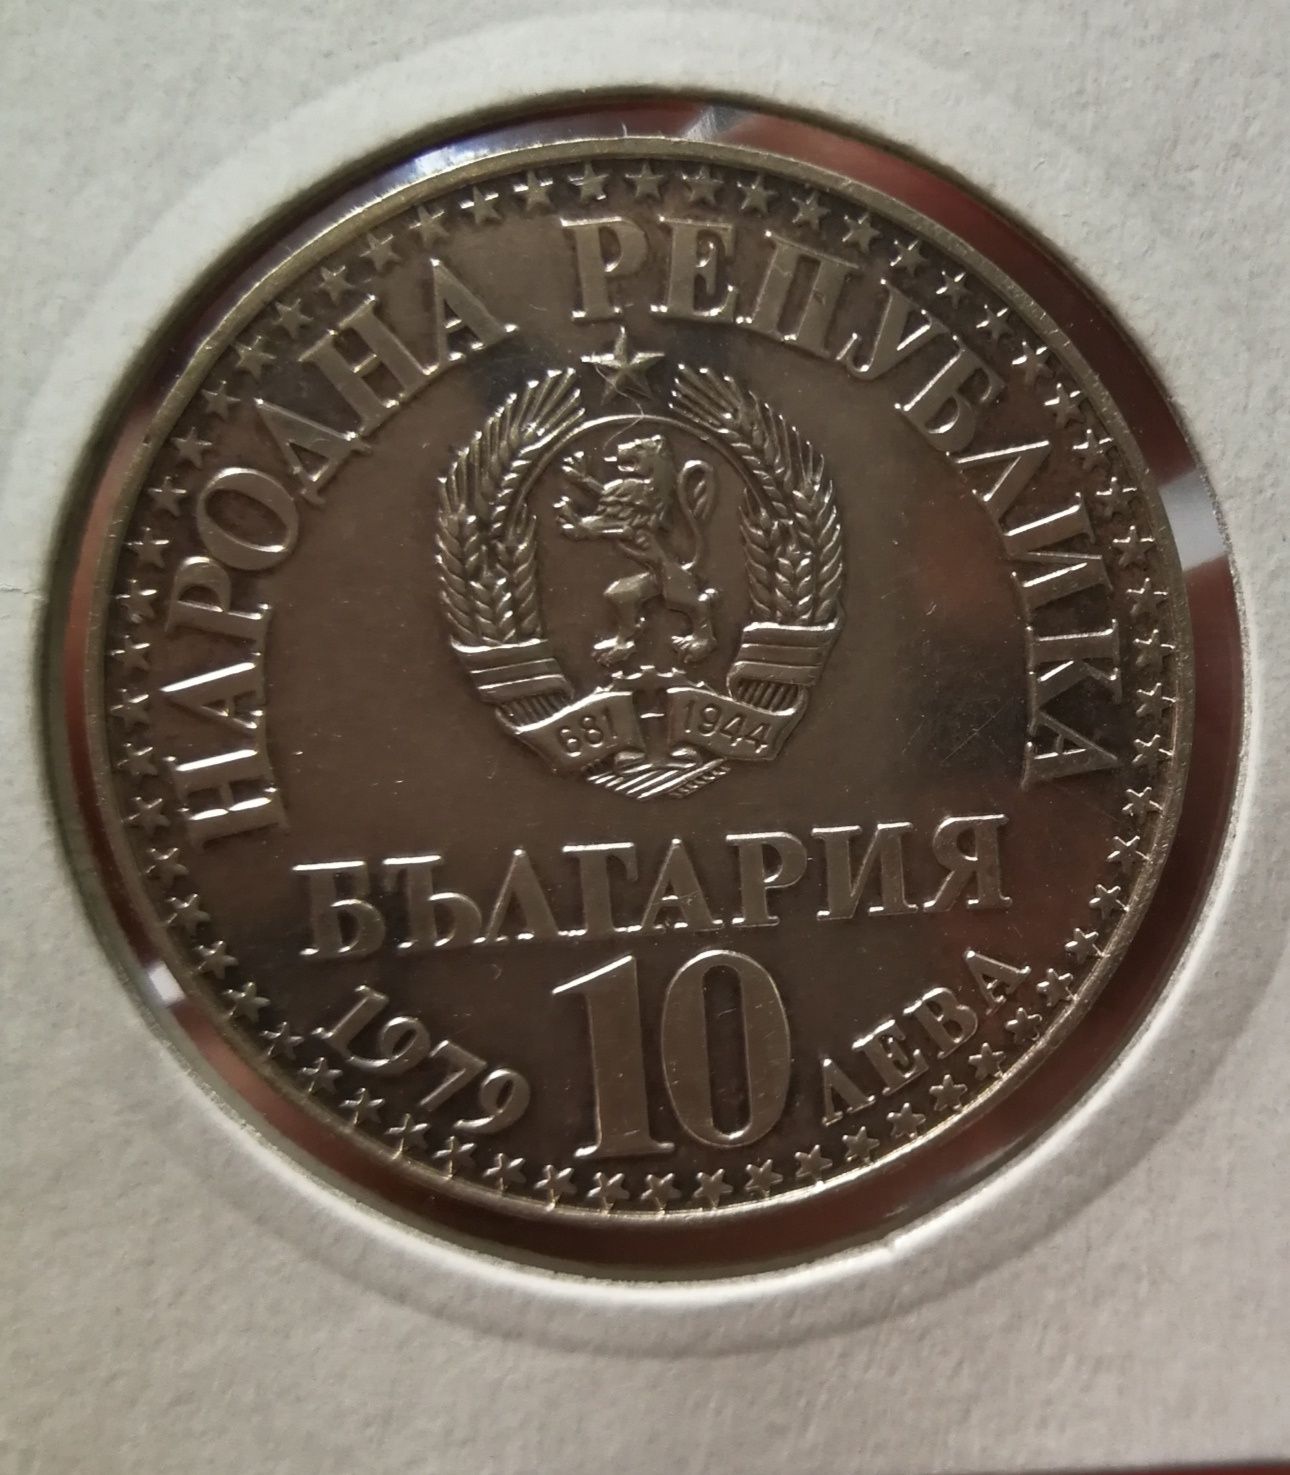 НАРОДНА РЕПУБЛИКА
681 - 1944
БЪЛГАРИЯ
1979 10 ЛЕВА